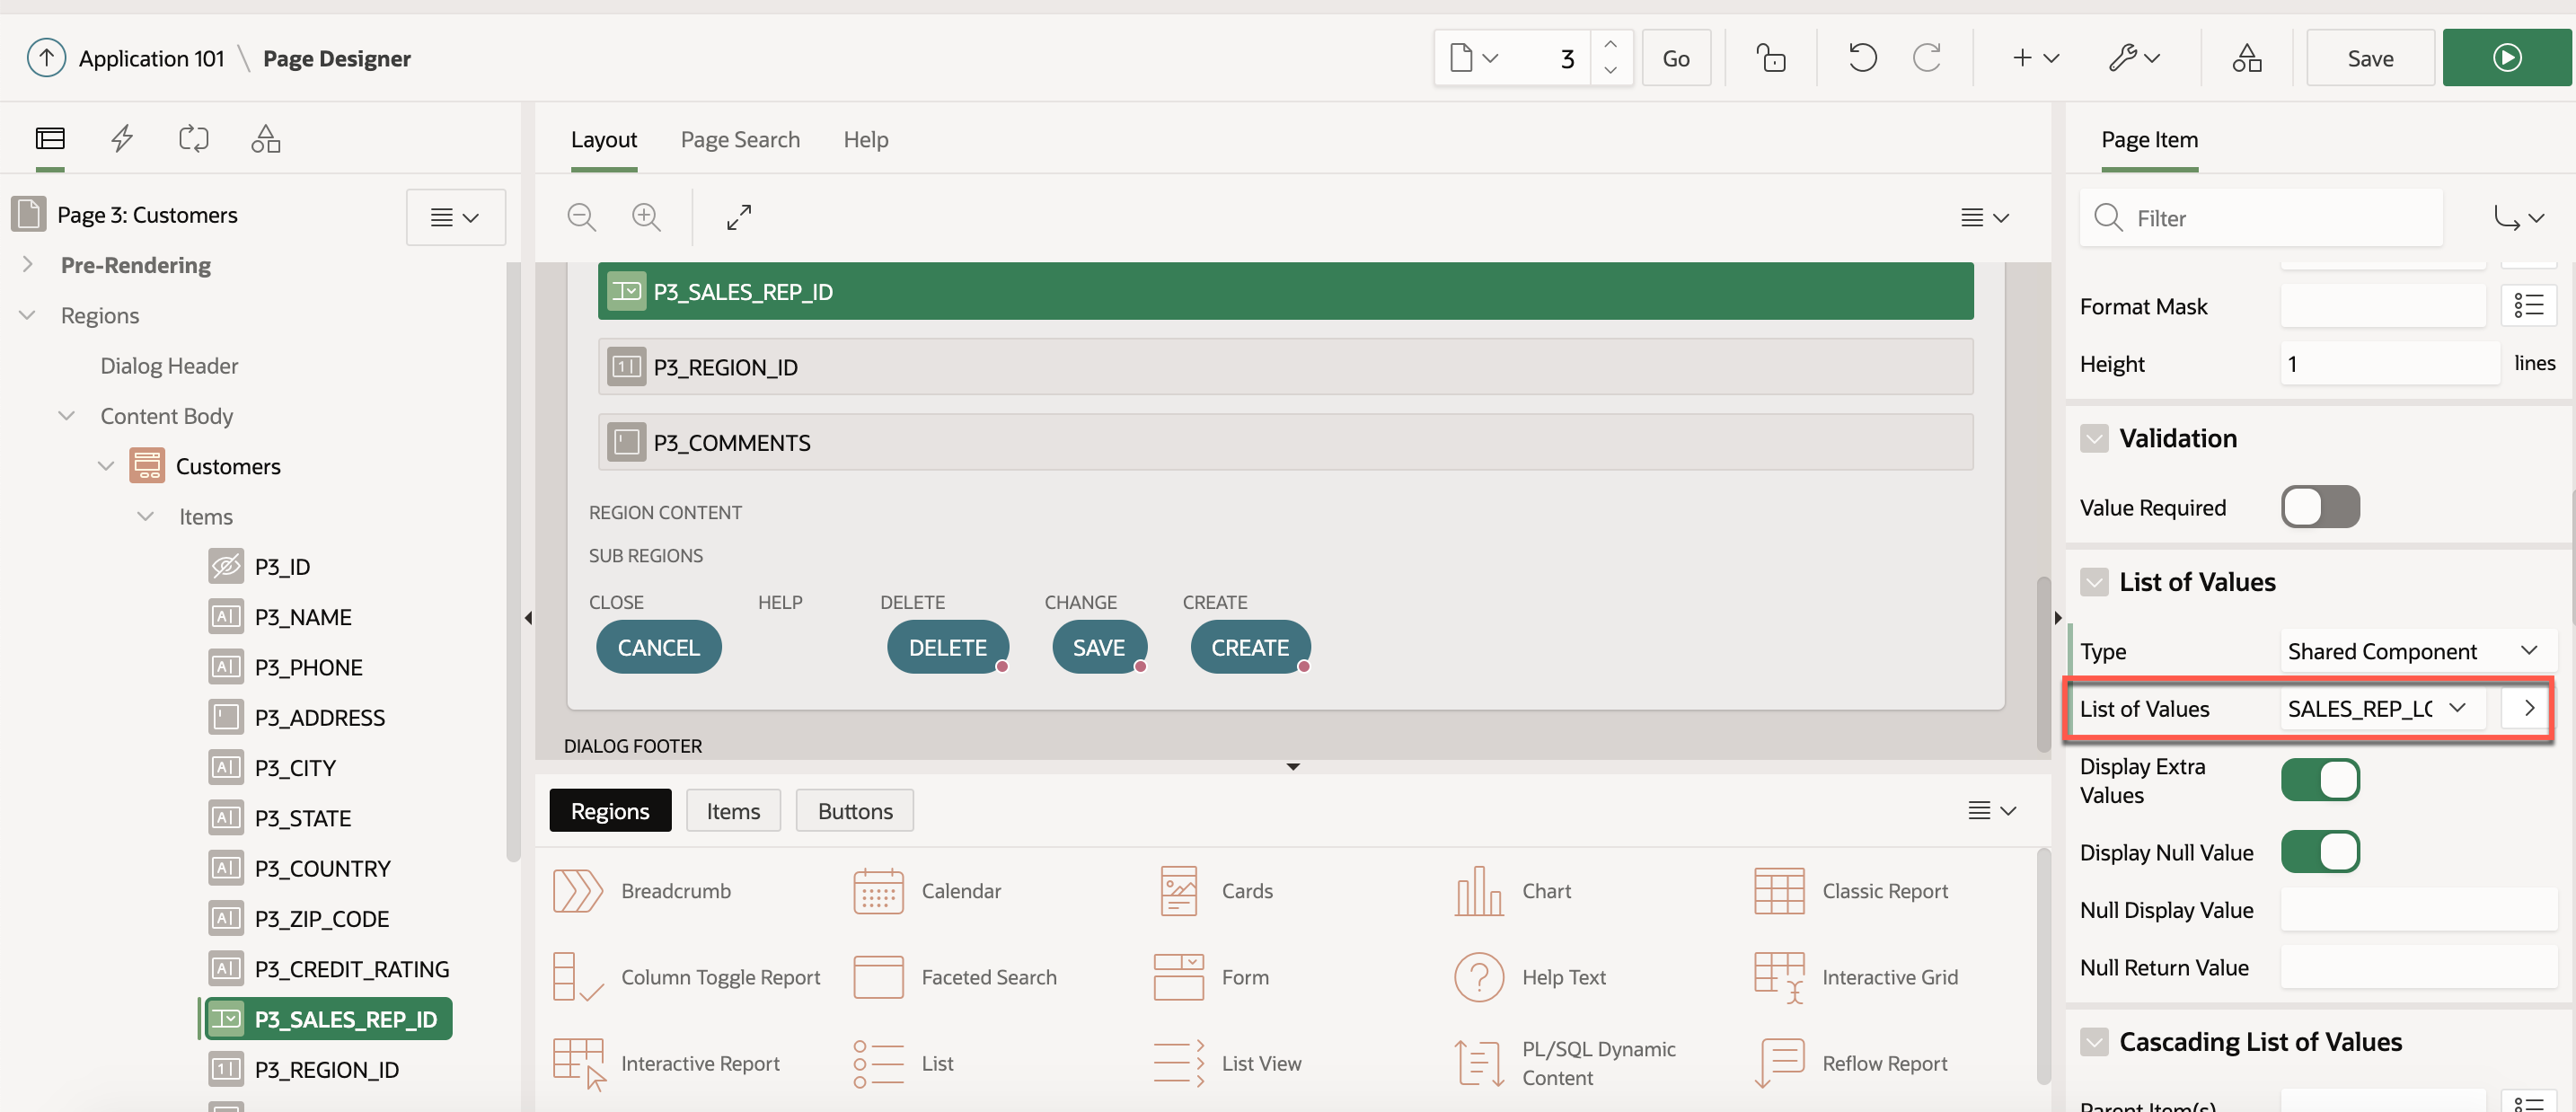 Application 101 \ Page Designer
3
Go
Save
Layout
Page Search
Help
Page Item
Page 3: Customers
Filter
Pre-Rendering
Regions
Dialog Header
Content Body
Customers
Items
P3_ID
P3_NAME
P3_PHONE
P3_ADDRESS
P3_CITY
P3_STATE
P3_COUNTRY
P3_ZIP_CODE
P3_CREDIT_RATING
P3_SALES_REP_ID
P3_REGION_ID
P3_SALES_REP_ID
P3_REGION_ID
P3_COMMENTS
REGION CONTENT
SUB REGIONS
CLOSE
HELP
DELETE
CHANGE
CREATE
CANCEL
DELETE
SAVE
CREATE
DIALOG FOOTER
Regions
Items
Buttons
Breadcrumb
Calendar
Cards
Chart
Classic Report
Column Toggle Report
Faceted Search
Form
Help Text
Interactive Grid
Interactive Report
List
List View
PL/SQL Dynamic
Content
Reflow Report
Format Mask
Height
1
lines
Validation
Value Required
List of Values
Type
Shared Component
List of Values
SALES_REP_LO
Display Extra
Values
Display Null Value
Null Display Value
Null Return Value
Cascading List of Values
Parent Item(s)